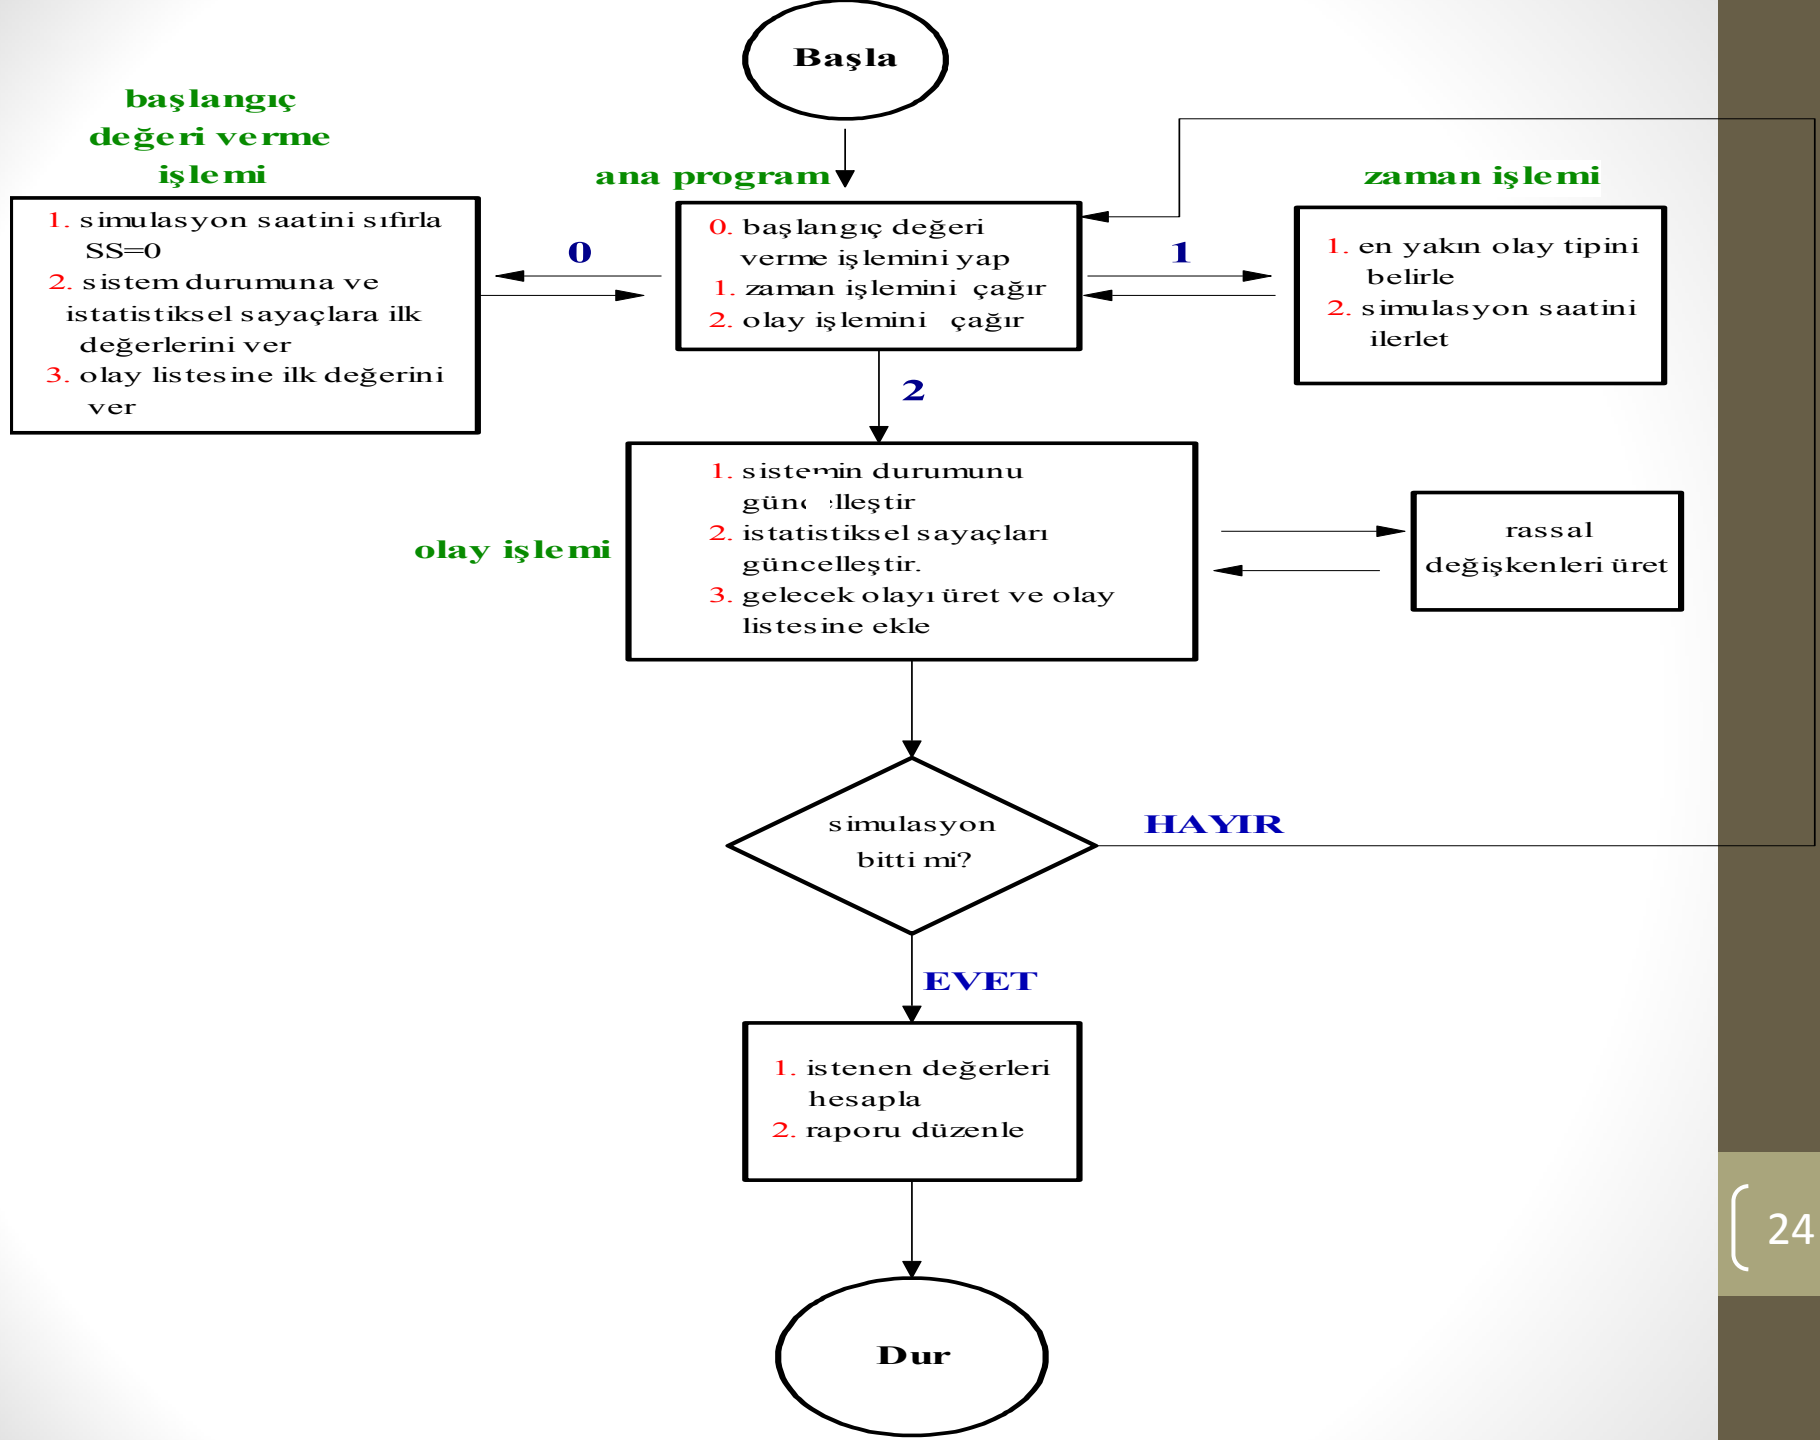 Başla
başlangıç
değeri verme
işlemi
1. simulasyon saatini sıfırla
SS=0
2. sistem durumuna ve
istatistiksel sayaçlara ilk
değerlerini ver
3. olay listesine ilk değerini
ver
0
ana program
0. başlangıç değeri
verme işlemini yap
1. zaman işlemini çağır
2. olay işlemini çağır
1
zaman işlemi
1. en yakın olay tipini
belirle
2. simulasyon saatini
ilerlet
2
olay işlemi
1. sistemin durumunu
güncelleştir
2. istatistiksel sayaçları
güncelleştir.
3. gelecek olayı üret ve olay
listesine ekle
rassal
değişkenleri üret
simulasyon
bitti mi?
HAYIR
EVET
1. istenen değerleri
hesapla
2. raporu düzenle
Dur
24